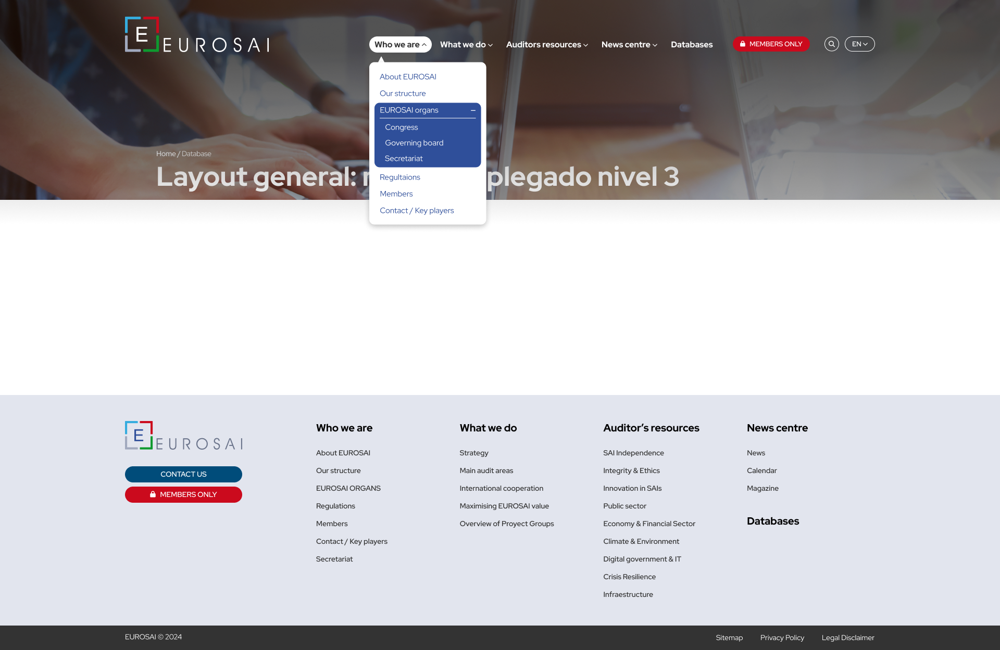 E EUROSAI
Who we are
What we do
Auditors resources
News centre
Databases
MEMBERS ONLY
EN
About EUROSAI
Our structure
EUROSAI organs
Congress
Governing board
Secretariat
Regultaions
Members
Contact / Key players
Home / Database
Layout general: plegado nivel 3
E EUROSAI
CONTACT US
MEMBERS ONLY
Who we are
About EUROSAI
Our structure
EUROSAI ORGANS
Regulations
Members
Contact / Key players
Secretariat
What we do
Strategy
Main audit areas
International cooperation
Maximising EUROSAI value
Overview of Proyect Groups
Auditor’s resources
SAI Independence
Integrity & Ethics
Innovation in SAIs
Public sector
Economy & Financial Sector
Climate & Environment
Digital government & IT
Crisis Resilience
Infraestructure
News centre
News
Calendar
Magazine
Databases
EUROSAI © 2024
Sitemap
Privacy Policy
Legal Disclaimer